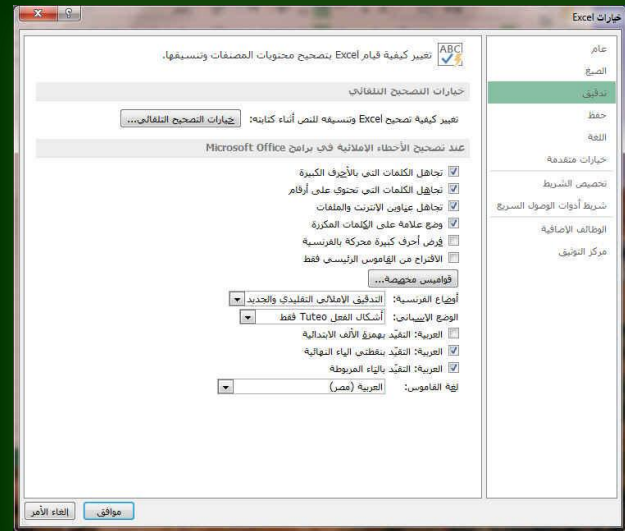 خيارات Excel
عام
الصيغ
تدقيق
حفظ
اللغة
خيارات متقدمة
تخصيص الشريط
شريط أدوات الوصول السريع
الوظائف الإضافية
مركز التوثيق
ABC
تغيير كيفية قيام Excel بتصحيح محتويات المصنفات وتنسيقها.
خيارات التصحيح التلقائي
تغيير كيفية تصحيح Excel وتنسيقه للنص أثناء كتابته: خيارات التصحيح التلقائي...
عند تصحيح الأخطاء الإملائية في برامج Microsoft Office
تجاهل الكلمات التي بالأحرف الكبيرة
تجاهل الكلمات التي تحتوي على أرقام
تجاهل عناوين الإنترنت والملفات
وضع علامة على الكلمات المكررة
فرض أحرف كبيرة محركة بالفرنسية
الاقتراح من القاموس الرئيسي فقط
قواميس مخصصة...
أوضاع الفرنسية: التدقيق الإملائي التقليدي والجديد
الوضع الإسباني: أشكال الفعل Tuteo فقط
العربية: التقيّد بهمزة الألف الابتدائية
العربية: التقيّد بنقطتي الياء النهائية
العربية: التقيّد بالتاء المربوطة
لغة القاموس: العربية (مصر)
موافق
إلغاء الأمر